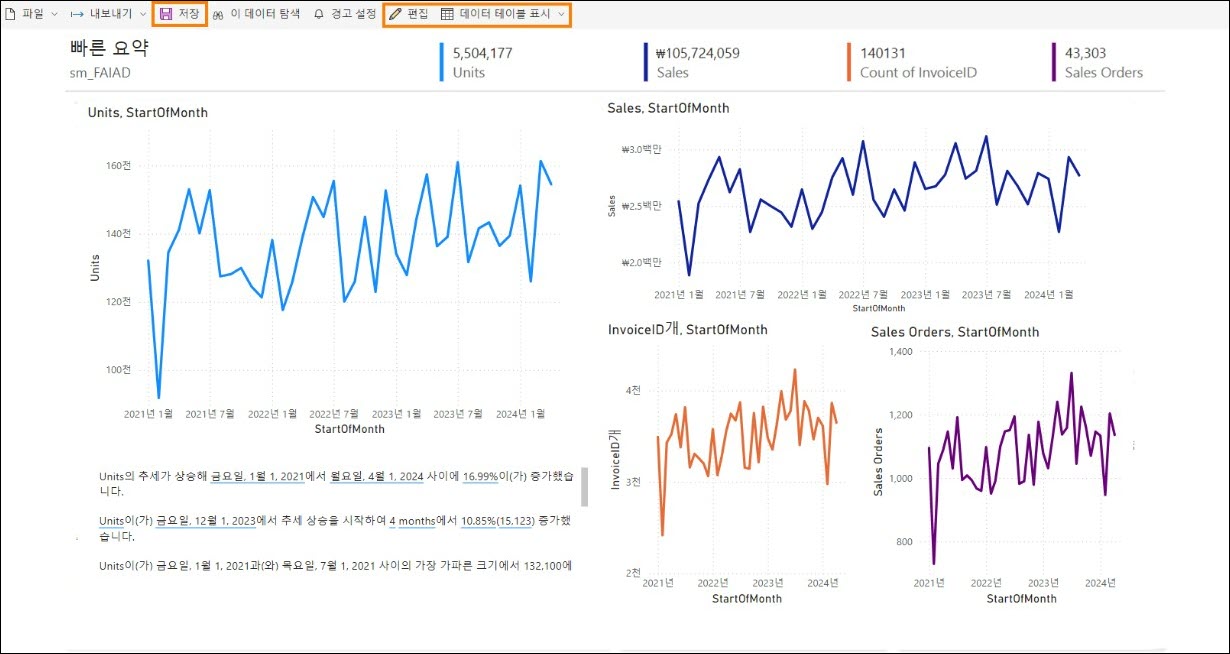 파일 내보내기 저장 이 데이터 탐색 경고 설정 편집 데이터 테이블 표시
빠른 요약
sm_FAIAD
5,504,177
Units
₩105,724,059
Sales
140131
Count of InvoiceID
43,303
Sales Orders
Units, StartOfMonth
160천
140천
120천
100천
Units
2021년 1월 2021년 7월 2022년 1월 2022년 7월 2023년 1월 2023년 7월 2024년 1월
StartOfMonth
Sales, StartOfMonth
₩3.0백만
₩2.5백만
₩2.0백만
Sales
2021년 1월 2021년 7월 2022년 1월 2022년 7월 2023년 1월 2023년 7월 2024년 1월
StartOfMonth
InvoiceID개, StartOfMonth
4천
3천
2천
InvoiceID개
2021년 2022년 2023년 2024년
StartOfMonth
Sales Orders, StartOfMonth
1,400
1,200
1,000
800
Sales Orders
2021년 2022년 2023년 2024년
StartOfMonth
Units의 추세가 상승해 금요일, 1월 1, 2021에서 월요일, 4월 1, 2024 사이에 16.99%이(가) 증가했습
니다.
Units이(가) 금요일, 12월 1, 2023에서 추세 상승을 시작하여 4 months에서 10.85%(15,123) 증가했
습니다.
Units이(가) 금요일, 1월 1, 2021과(와) 목요일, 7월 1, 2021 사이의 가장 가파른 크기에서 132,100에